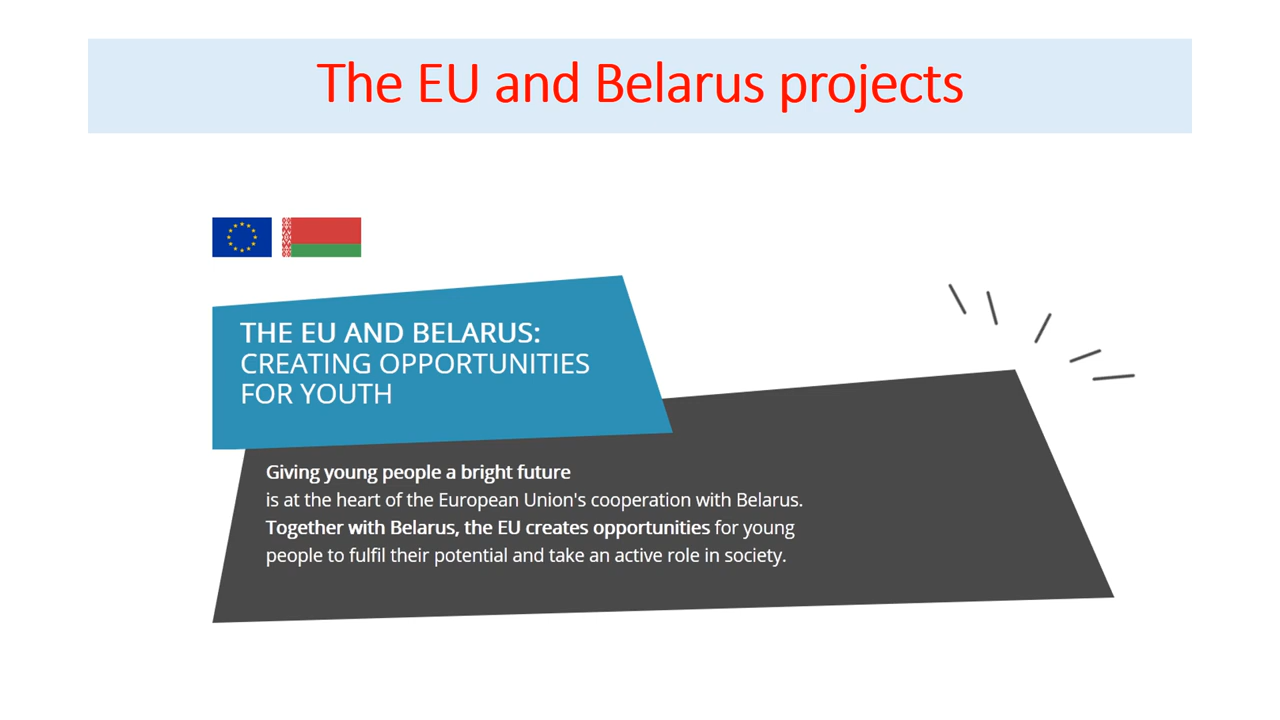 The EU and Belarus projects
THE EU AND BELARUS:
CREATING OPPORTUNITIES
FOR YOUTH
Giving young people a bright future
is at the heart of the European Union's cooperation with Belarus.
Together with Belarus, the EU creates opportunities for young
people to fulfil their potential and take an active role in society.